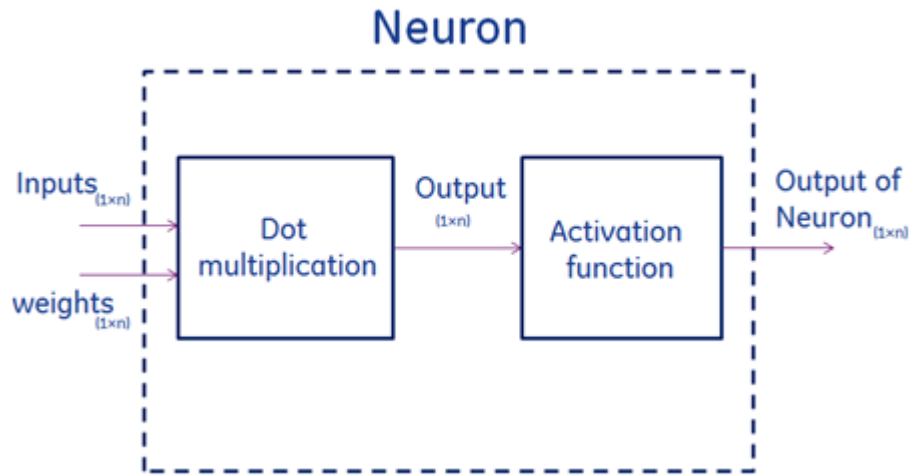 Neuron
Inputs(1×n)
weights(1×n)
Dot
multiplication
Output
(1×n)
Activation
function
Output of
Neuron(1×n)